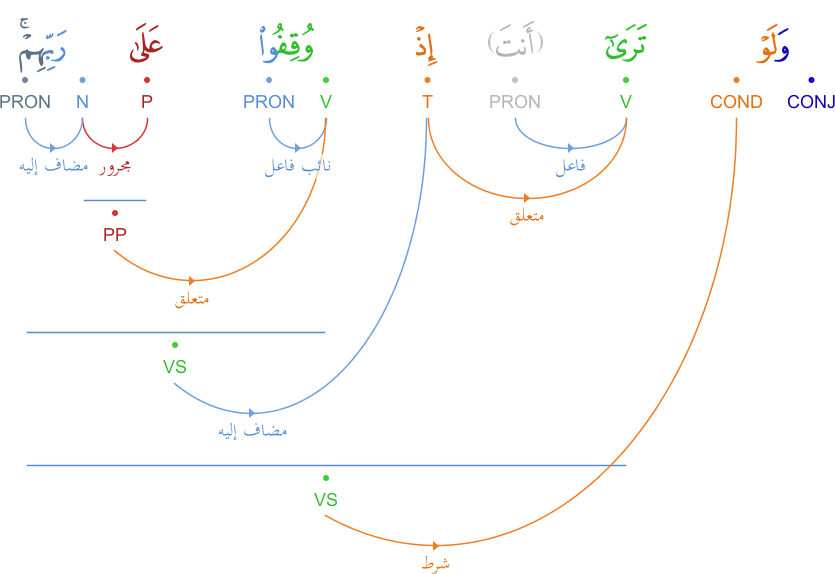 وَلَوْ تَرَىٰٓ (أَنتَ) إِذْ وُقِفُوا۟ عَلَىٰ رَبِّهِمْ ۚ
CONJ COND V PRON T V PRON P N PRON
فاعل نائب فاعل مجرور مضاف إليه
متعلق
PP
متعلق
VS
مضاف إليه
VS
شرط